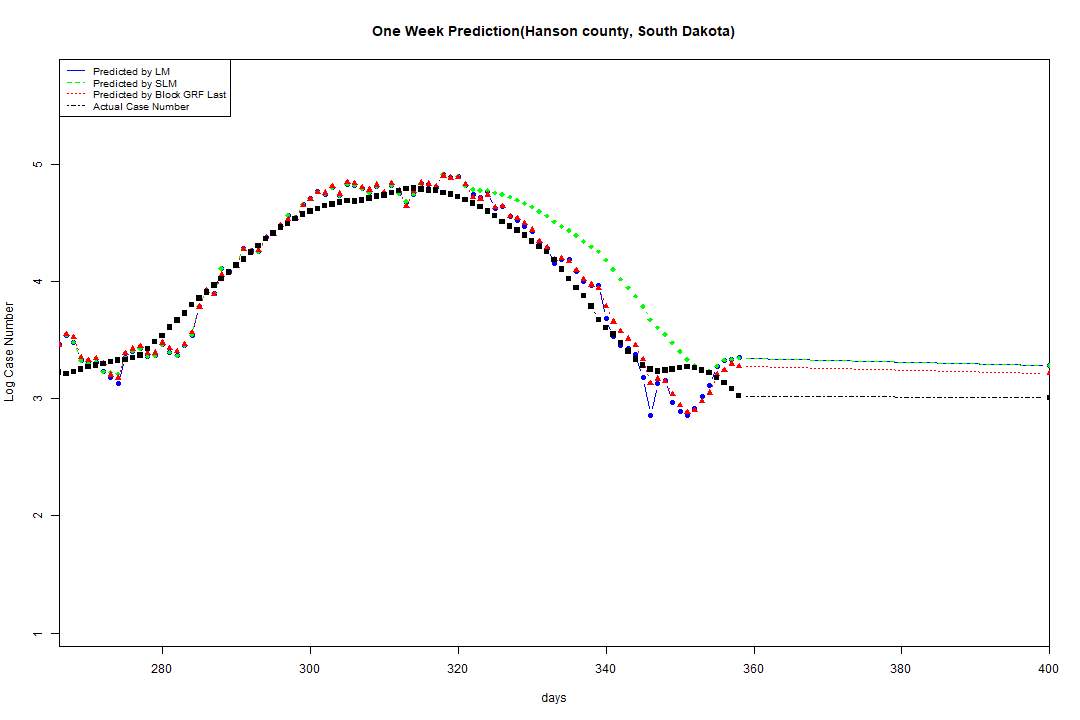 One Week Prediction(Hanson county, South Dakota)
Predicted by LM
Predicted by SLM
Predicted by Block GRF Last
Actual Case Number
5
4
3
2
1
Log Case Number
280 300 320 340 360 380 400
days